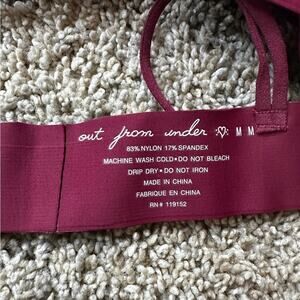 out from under M M
83% NYLON 17% SPANDEX
MACHINE WASH COLD • DO NOT BLEACH
DRIP DRY • DO NOT IRON
MADE IN CHINA
FABRIQUE EN CHINA
RN# 119152